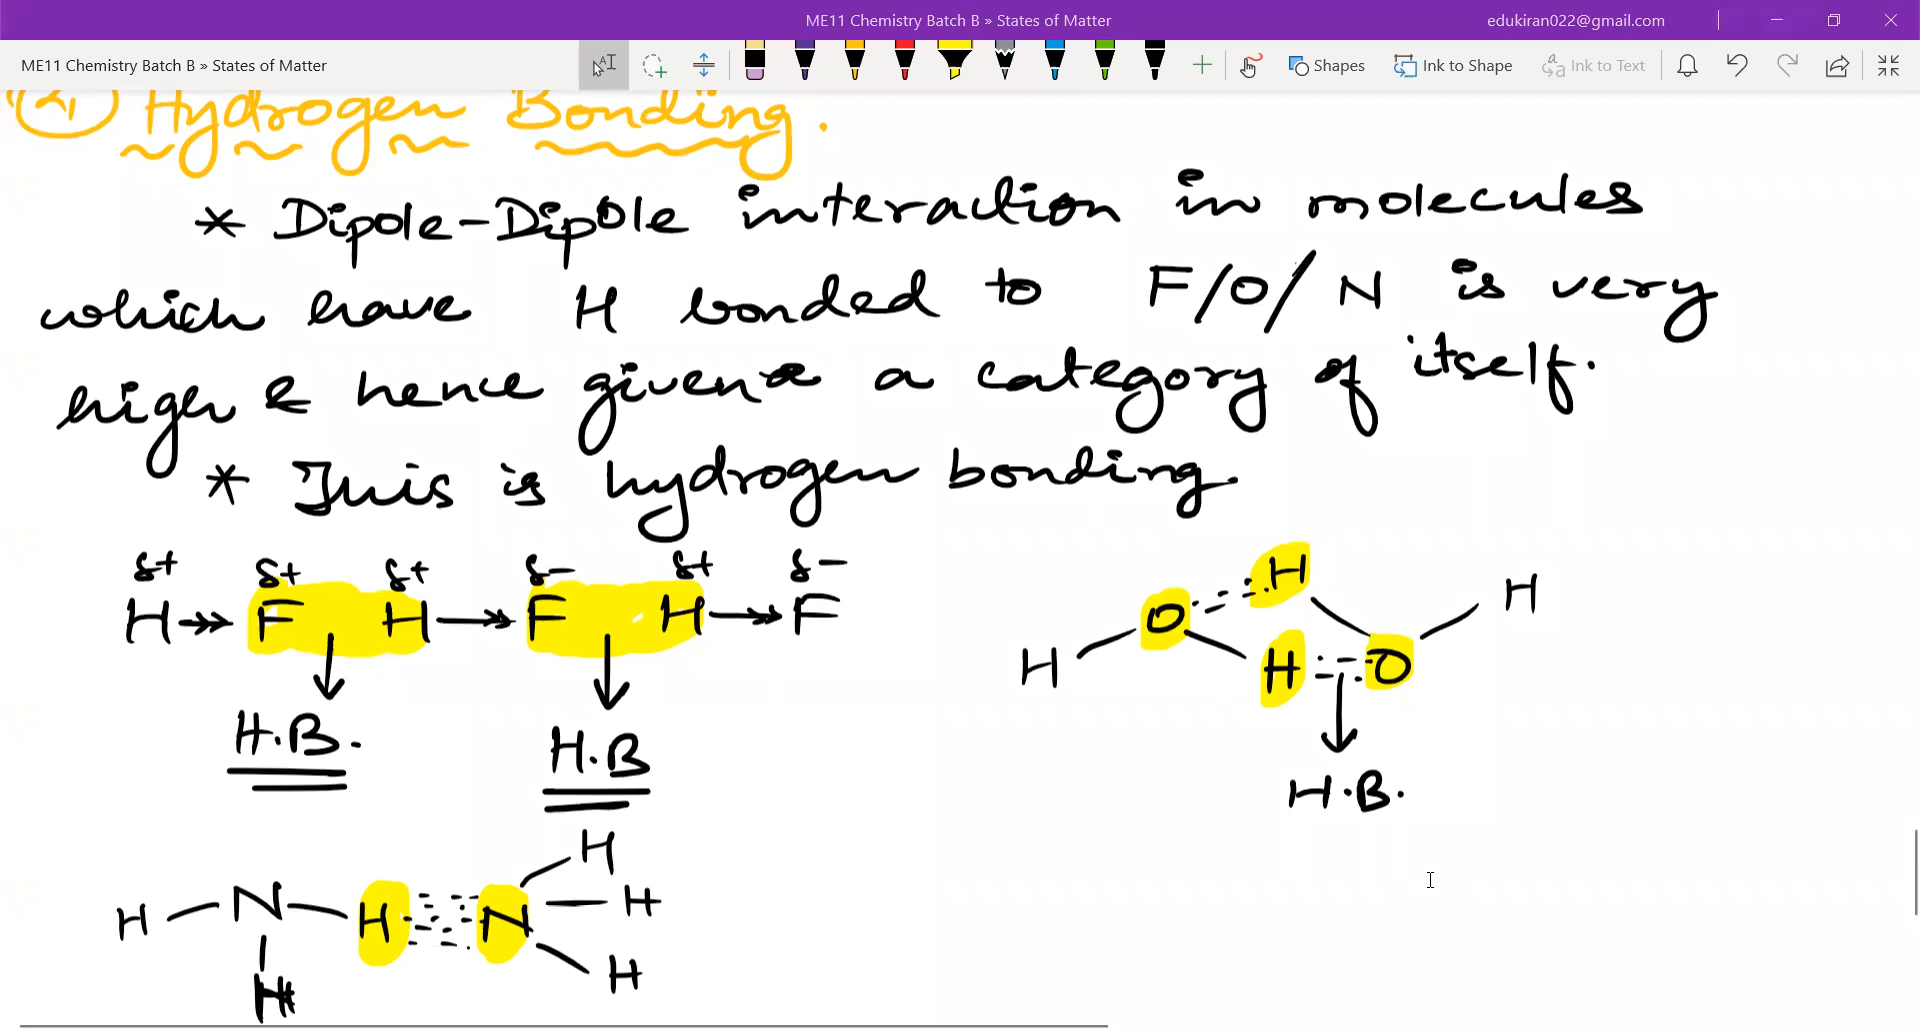 ME11 Chemistry Batch B » States of Matter
edukiran022@gmail.com
ME11 Chemistry Batch B » States of Matter
Shapes
Ink to Shape
Ink to Text
Hydrogen Bonding.
* Dipole-Dipole interaction in molecules
which have H bonded to F/O/N is very
high & hence given a category of itself.
* This is hydrogen bonding.
δ+ δ+ δ+ δ- δ+ δ-
H →» F H →» F H →» F
H.B.
H.B
H
O
H
H
H
O
H.B.
H
H N H N H
H
H